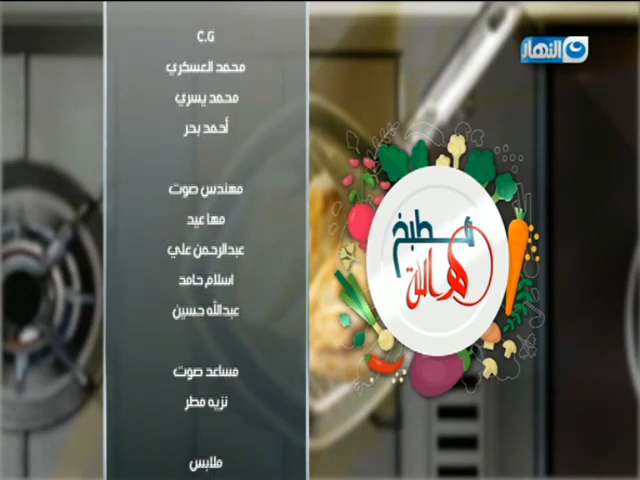 C.G
محمد العسكري
محمد يسري
أحمد بحر
مهندس صوت
مها عيد
عبدالرحمن علي
اسلام حامد
عبدالله حسين
مساعد صوت
نزيه مطر
ملابس
النهار
مطبخ
هالة